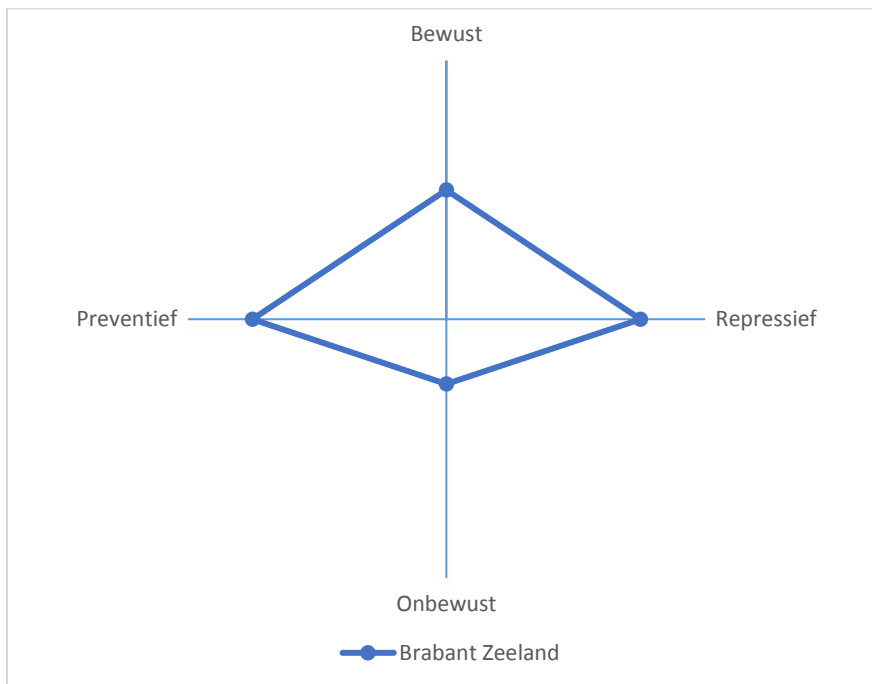 Bewust
Preventief
Repressief
Onbewust
Brabant Zeeland